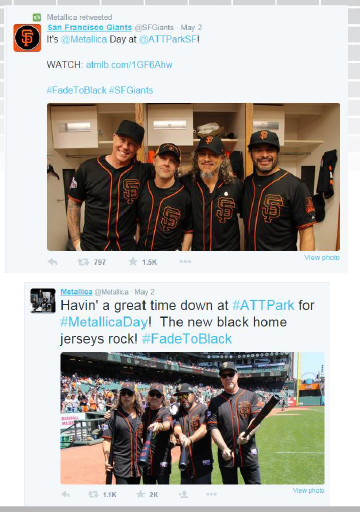 Metallica retweeted
San Francisco Giants @SFGiants · May 2
It's @Metallica Day at @ATTParkSF!
WATCH: atmlb.com/1GF6Ahw
#FadeToBlack #SFGiants
797 1.5K
View photo
Metallica @Metallica · May 2
Havin' a great time down at #ATTPark for
#MetallicaDay! The new black home
jerseys rock! #FadeToBlack
1.1K 2K
View photo